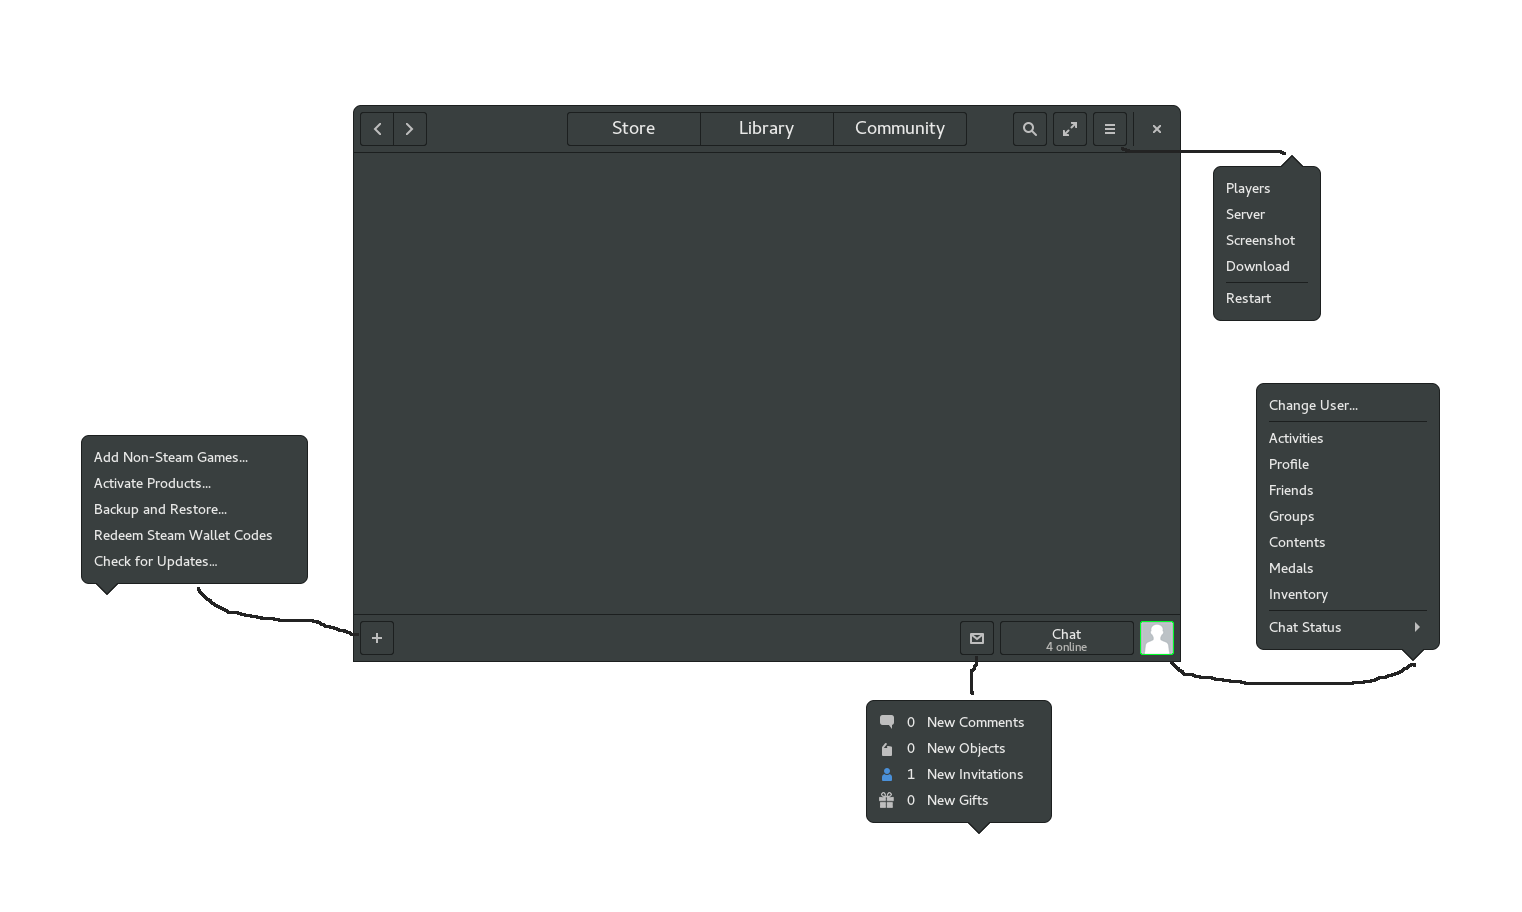 Store
Library
Community
Players
Server
Screenshot
Download
Restart
Change User...
Activities
Profile
Friends
Groups
Contents
Medals
Inventory
Chat Status
Add Non-Steam Games...
Activate Products...
Backup and Restore...
Redeem Steam Wallet Codes
Check for Updates...
Chat
4 online
0 New Comments
0 New Objects
1 New Invitations
0 New Gifts